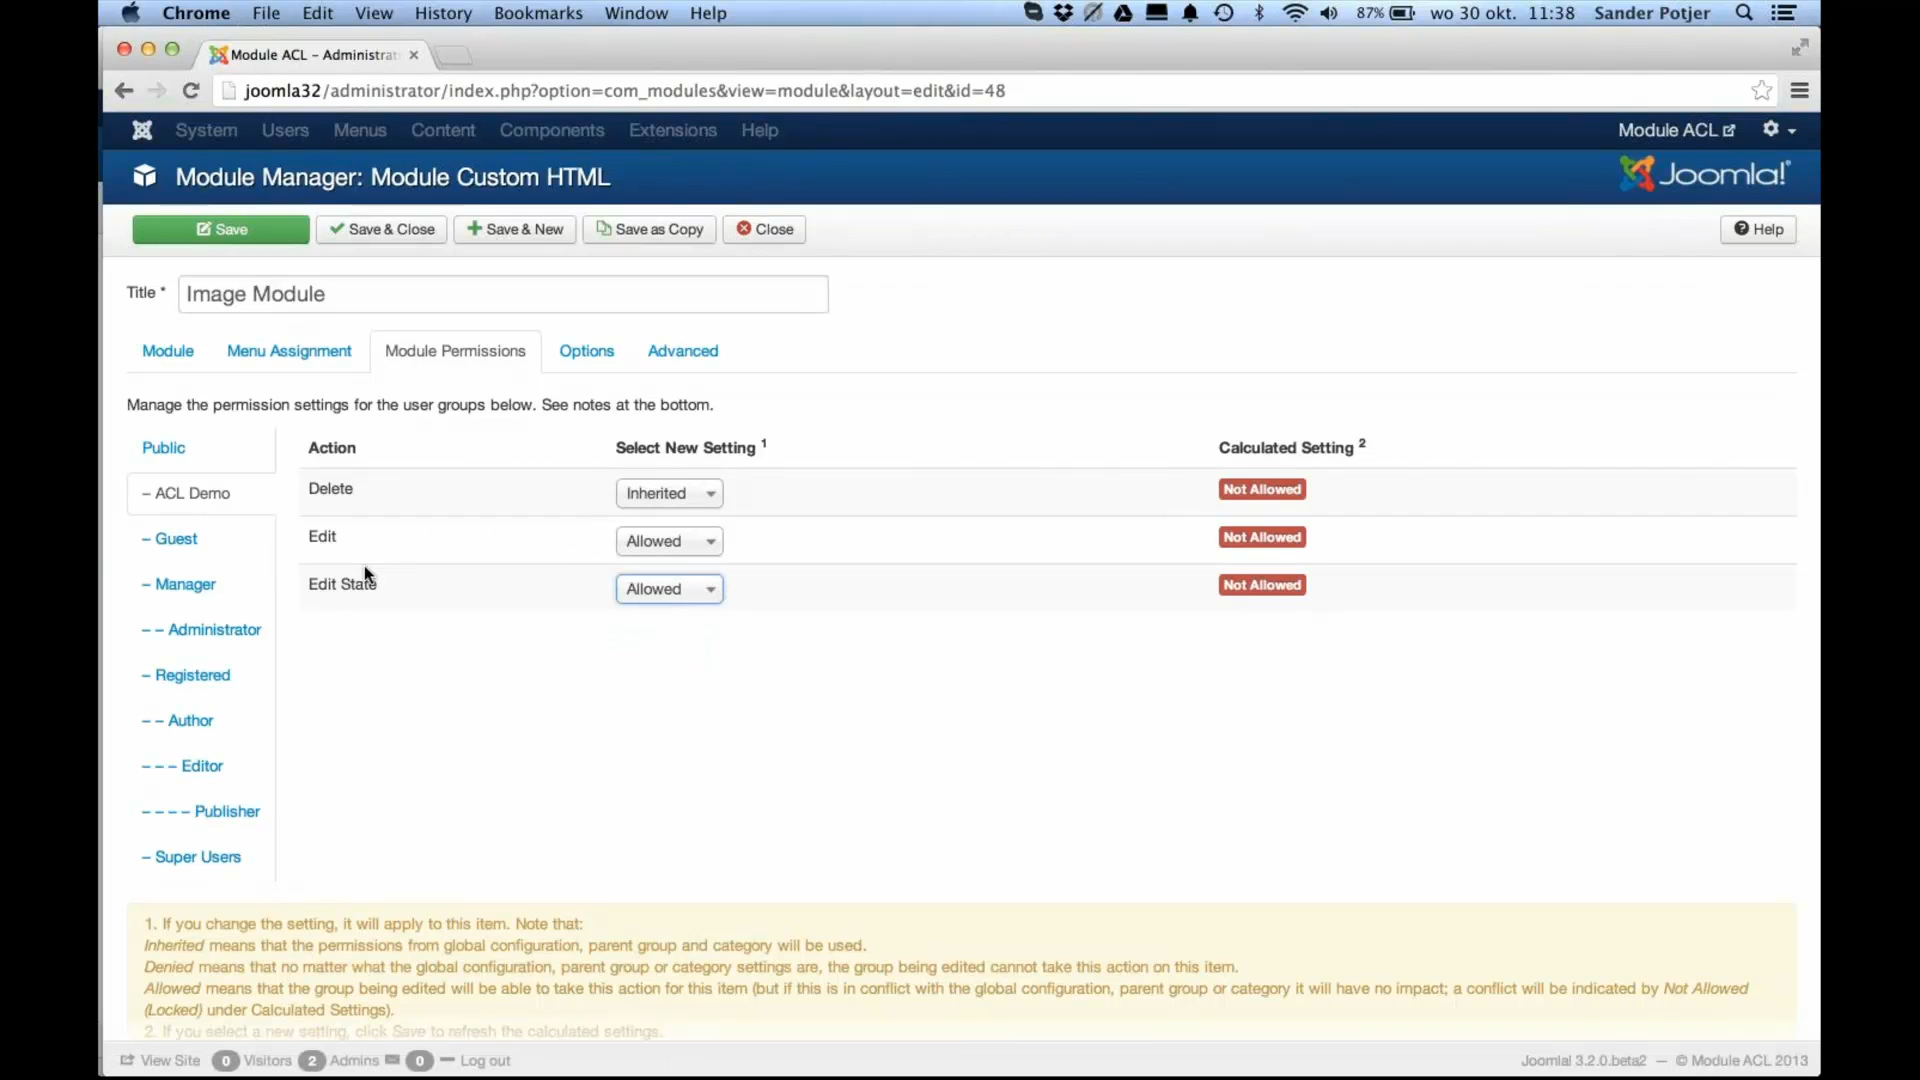 Chrome File Edit View History Bookmarks Window Help 87% wo 30 okt. 11:38 Sander Potjer
Module ACL - Administrat
joomla32/administrator/index.php?option=com_modules&view=module&layout=edit&id=48
System Users Menus Content Components Extensions Help Module ACL
Module Manager: Module Custom HTML Joomla!
Save Save & Close Save & New Save as Copy Close Help
Title * Image Module
Module Menu Assignment Module Permissions Options Advanced
Manage the permission settings for the user groups below. See notes at the bottom.
Public Action Select New Setting 1 Calculated Setting 2
– ACL Demo Delete Inherited Not Allowed
– Guest Edit Allowed Not Allowed
– Manager Edit State Allowed Not Allowed
– – Administrator
– Registered
– – Author
– – – Editor
– – – – Publisher
– Super Users
1. If you change the setting, it will apply to this item. Note that:
Inherited means that the permissions from global configuration, parent group and category will be used.
Denied means that no matter what the global configuration, parent group or category settings are, the group being edited cannot take this action on this item.
Allowed means that the group being edited will be able to take this action for this item (but if this is in conflict with the global configuration, parent group or category it will have no impact; a conflict will be indicated by Not Allowed
(Locked) under Calculated Settings).
2. If you select a new setting, click Save to refresh the calculated settings.
View Site 0 Visitors 2 Admins 0 Log out Joomla! 3.2.0.beta2 — © Module ACL 2013